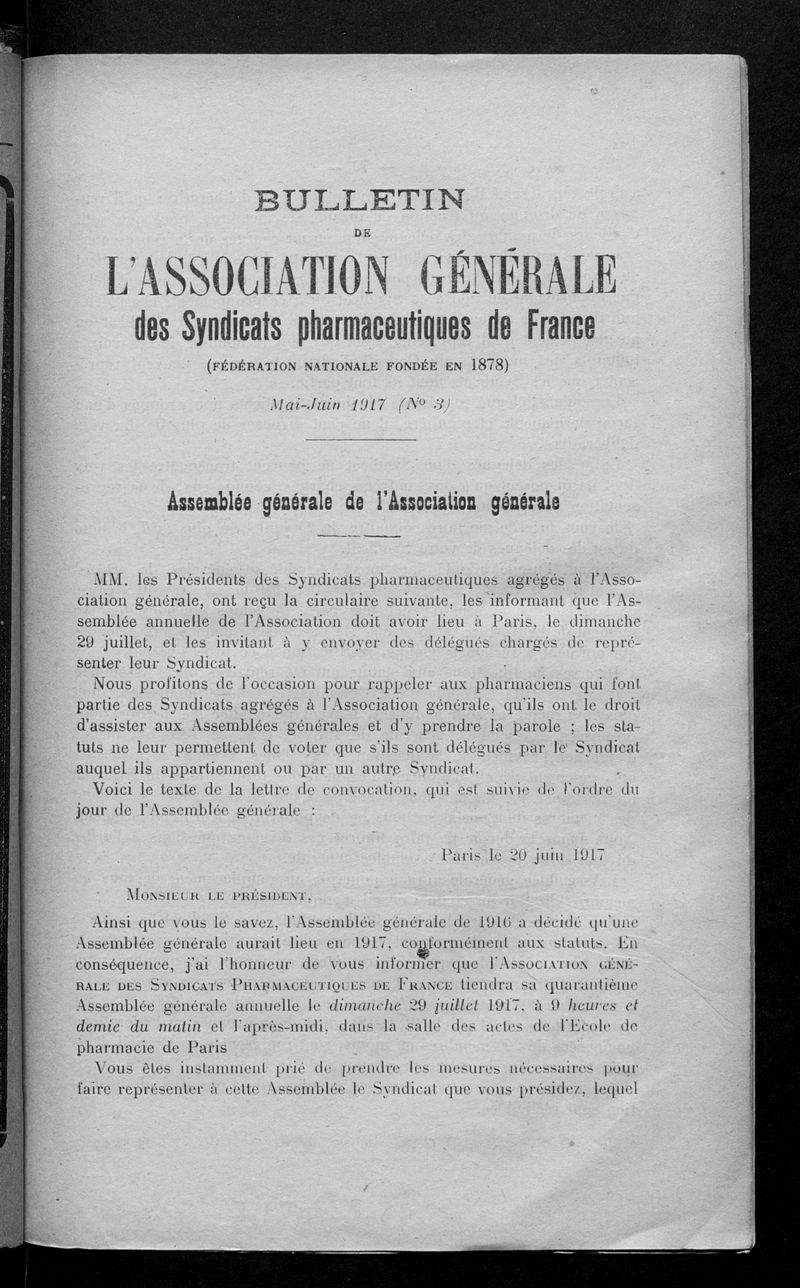 BULLETIN
DE
L'ASSOCIATION GÉNÉRALE
des Syndicats pharmaceutiques de France
(FÉDÉRATION NATIONALE FONDÉE EN 1878)
Mai-Juin 1917 (No 3)
Assemblée générale de l'Association générale
MM. les Présidents des Syndicats pharmaceutiques agrégés à l'Asso-
ciation générale, ont reçu la circulaire suivante, les informant que l'As-
semblée annuelle de l'Association doit avoir lieu à Paris, le dimanche
29 juillet, et les invitant à y envoyer des délégués chargés de repré-
senter leur Syndicat.
Nous profitons de l'occasion pour rappeler aux pharmaciens qui font
partie des Syndicats agrégés à l'Association générale, qu'ils ont le droit
d'assister aux Assemblées générales et d'y prendre la parole ; les sta-
tuts ne leur permettent de voter que s'ils sont délégués par le Syndicat
auquel ils appartiennent ou par un autre Syndicat.
Voici le texte de la lettre de convocation, qui est suivie de l'ordre du
jour de l'Assemblée générale :
Paris le 20 juin 1917
MONSIEUR LE PRÉSIDENT,
Ainsi que vous le savez, l'Assemblée générale de 1916 a décidé qu'une
Assemblée générale aurait lieu en 1917, conformément aux statuts. En
conséquence, j'ai l'honneur de vous informer que l'ASSOCIATION GÉNÉ-
RALE DES SYNDICATS PHARMACEUTIQUES DE FRANCE tiendra sa quarantième
Assemblée générale annuelle le dimanche 29 juillet 1917, à 9 heures et
demie du matin et l'après-midi, dans la salle des actes de l'Ecole de
pharmacie de Paris
Vous êtes instamment prié de prendre les mesures nécessaires pour
faire représenter à cette Assemblée le Syndicat que vous présidez, lequel